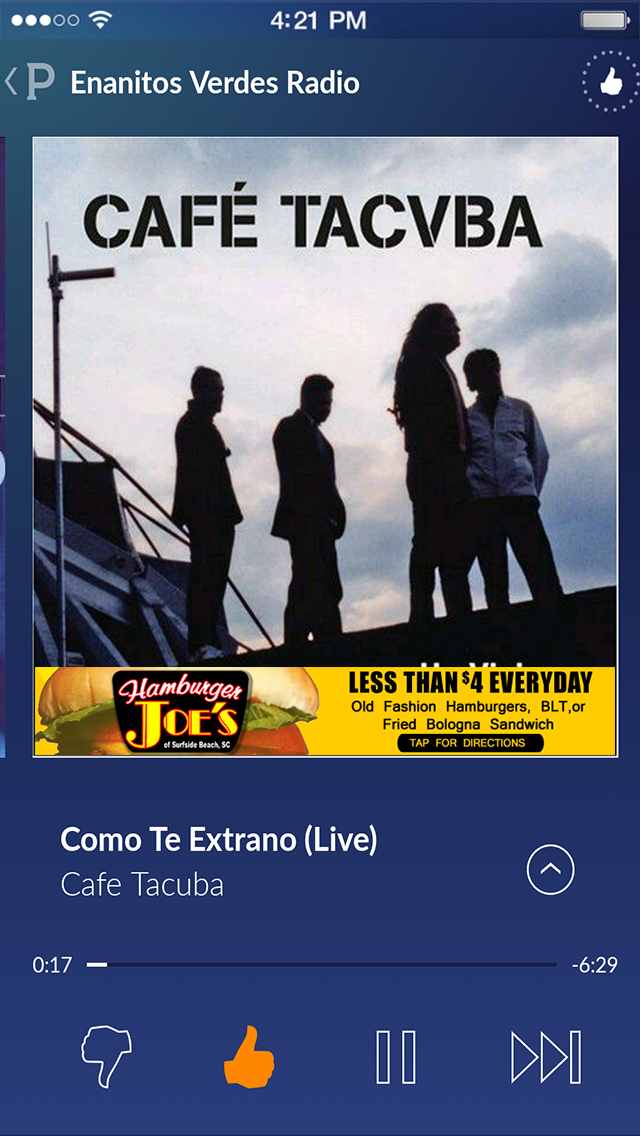 4:21 PM
P Enanitos Verdes Radio
CAFÉ TACVBA
Hamburger
JOE'S
of Surfside Beach, SC
LESS THAN $4 EVERYDAY
Old Fashion Hamburgers, BLT,or
Fried Bologna Sandwich
TAP FOR DIRECTIONS
Como Te Extrano (Live)
Cafe Tacuba
0:17
-6:29